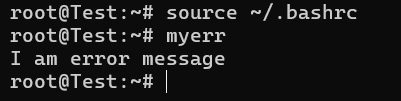 root@Test:~# source ~/.bashrc
root@Test:~# myerr
I am error message
root@Test:~#